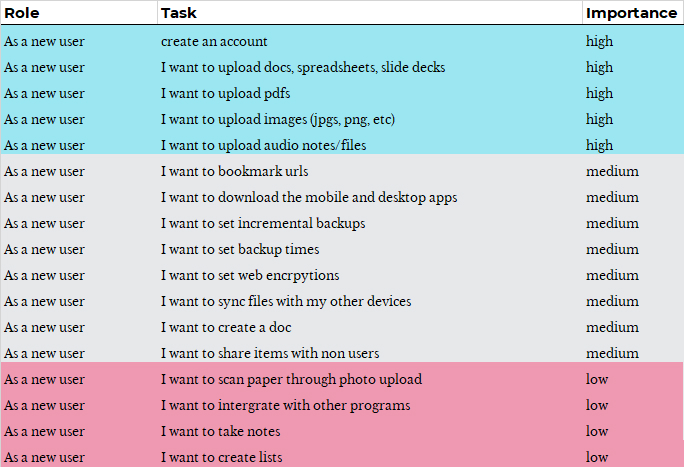 Role Task Importance
As a new user create an account high
As a new user I want to upload docs, spreadsheets, slide decks high
As a new user I want to upload pdfs high
As a new user I want to upload images (jpgs, png, etc) high
As a new user I want to upload audio notes/files high
As a new user I want to bookmark urls medium
As a new user I want to download the mobile and desktop apps medium
As a new user I want to set incremental backups medium
As a new user I want to set backup times medium
As a new user I want to set web encrpytions medium
As a new user I want to sync files with my other devices medium
As a new user I want to create a doc medium
As a new user I want to share items with non users medium
As a new user I want to scan paper through photo upload low
As a new user I want to intergrate with other programs low
As a new user I want to take notes low
As a new user I want to create lists low